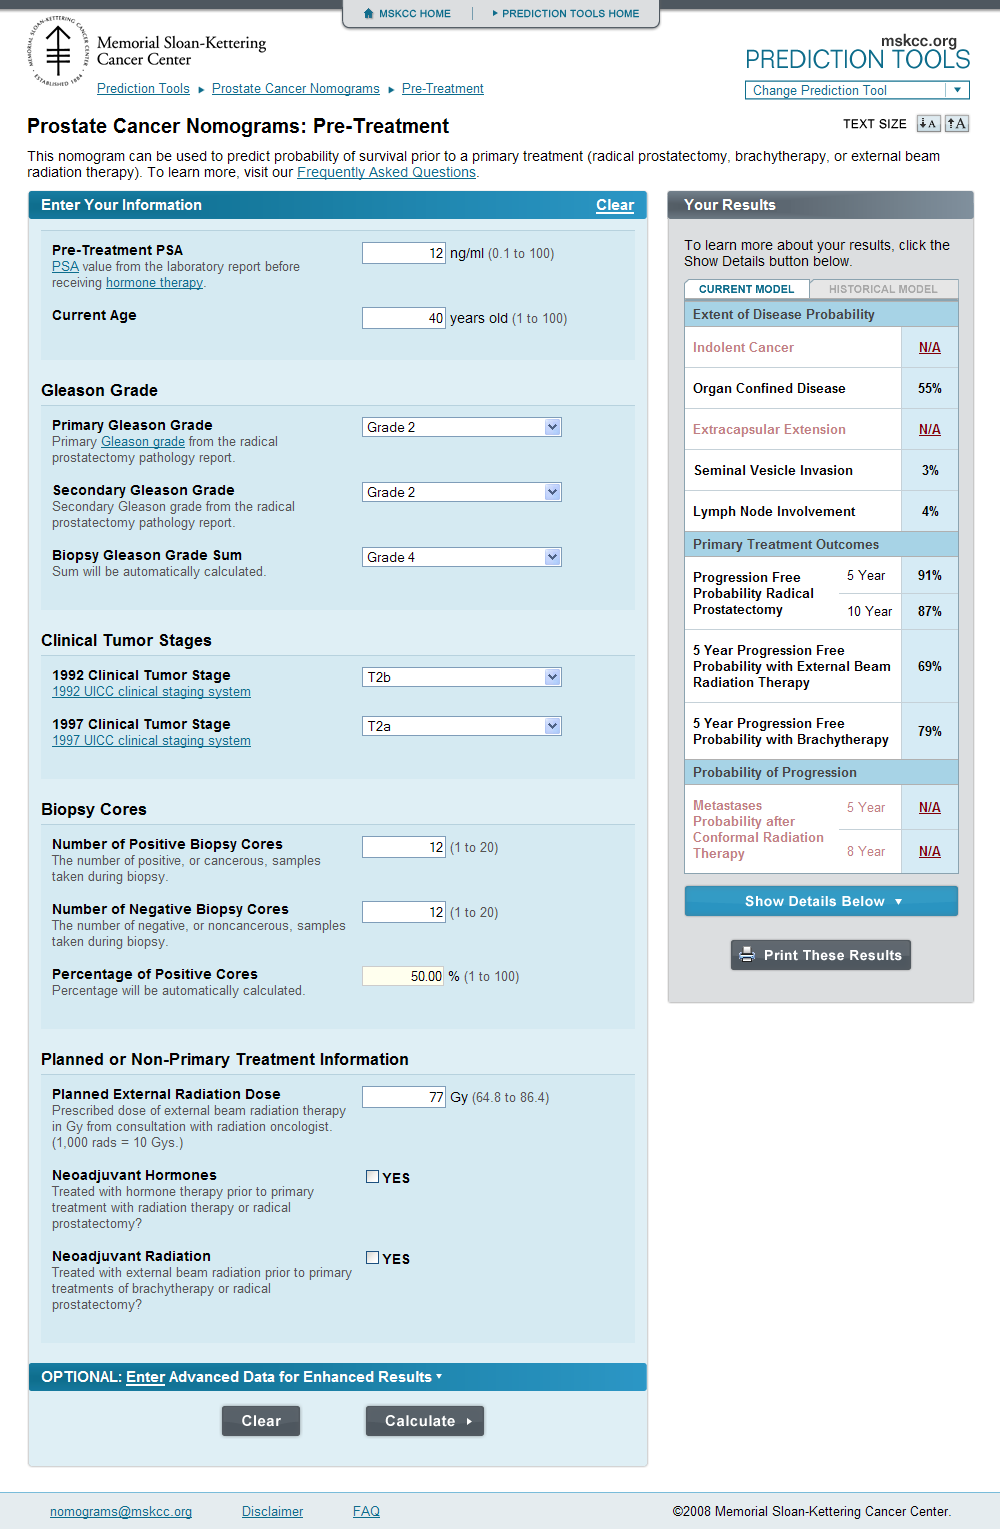 MSKCC HOME
PREDICTION TOOLS HOME
MEMORIAL SLOAN-KETTERING CANCER CENTER
ESTABLISHED 1884
Memorial Sloan-Kettering
Cancer Center
mskcc.org
PREDICTION TOOLS
Prediction Tools ▸ Prostate Cancer Nomograms ▸ Pre-Treatment
Change Prediction Tool
Prostate Cancer Nomograms: Pre-Treatment
TEXT SIZE A A
This nomogram can be used to predict probability of survival prior to a primary treatment (radical prostatectomy, brachytherapy, or external beam
radiation therapy). To learn more, visit our Frequently Asked Questions.
Enter Your Information Clear
Pre-Treatment PSA
PSA value from the laboratory report before
receiving hormone therapy.
12 ng/ml (0.1 to 100)
Current Age
40 years old (1 to 100)
Gleason Grade
Primary Gleason Grade
Primary Gleason grade from the radical
prostatectomy pathology report.
Grade 2
Secondary Gleason Grade
Secondary Gleason grade from the radical
prostatectomy pathology report.
Grade 2
Biopsy Gleason Grade Sum
Sum will be automatically calculated.
Grade 4
Clinical Tumor Stages
1992 Clinical Tumor Stage
1992 UICC clinical staging system
T2b
1997 Clinical Tumor Stage
1997 UICC clinical staging system
T2a
Biopsy Cores
Number of Positive Biopsy Cores
The number of positive, or cancerous, samples
taken during biopsy.
12 (1 to 20)
Number of Negative Biopsy Cores
The number of negative, or noncancerous, samples
taken during biopsy.
12 (1 to 20)
Percentage of Positive Cores
Percentage will be automatically calculated.
50.00 % (1 to 100)
Planned or Non-Primary Treatment Information
Planned External Radiation Dose
Prescribed dose of external beam radiation therapy
in Gy from consultation with radiation oncologist.
(1,000 rads = 10 Gys.)
77 Gy (64.8 to 86.4)
Neoadjuvant Hormones
Treated with hormone therapy prior to primary
treatment with radiation therapy or radical
prostatectomy?
YES
Neoadjuvant Radiation
Treated with external beam radiation prior to primary
treatments of brachytherapy or radical
prostatectomy?
YES
OPTIONAL: Enter Advanced Data for Enhanced Results
Clear
Calculate
Your Results
To learn more about your results, click the
Show Details button below.
CURRENT MODEL
HISTORICAL MODEL
Extent of Disease Probability
Indolent Cancer N/A
Organ Confined Disease 55%
Extracapsular Extension N/A
Seminal Vesicle Invasion 3%
Lymph Node Involvement 4%
Primary Treatment Outcomes
Progression Free
Probability Radical
Prostatectomy
5 Year 91%
10 Year 87%
5 Year Progression Free
Probability with External Beam
Radiation Therapy
69%
5 Year Progression Free
Probability with Brachytherapy
79%
Probability of Progression
Metastases
Probability after
Conformal Radiation
Therapy
5 Year N/A
8 Year N/A
Show Details Below
Print These Results
nomograms@mskcc.org
Disclaimer
FAQ
©2008 Memorial Sloan-Kettering Cancer Center.